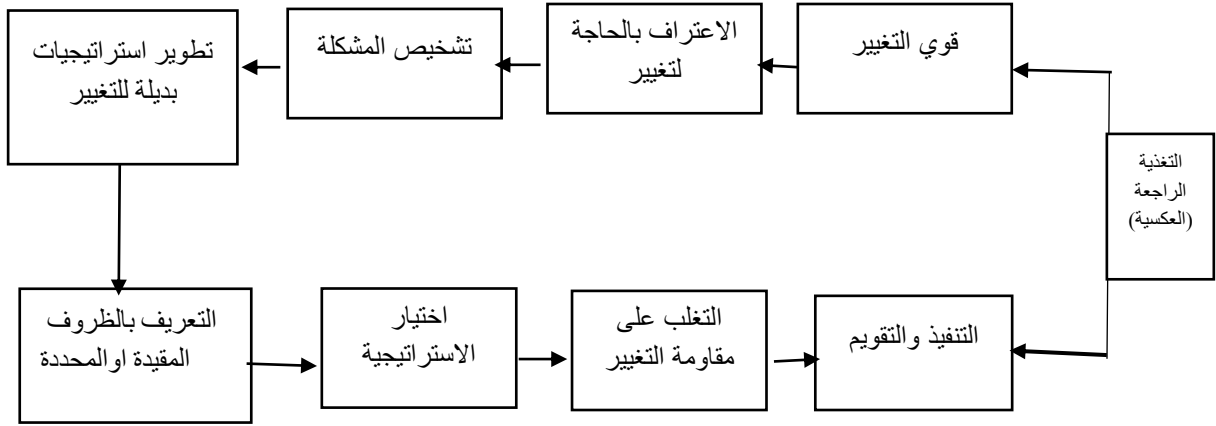 قوي التغيير
الاعتراف بالحاجة
لتغيير
تشخيص المشكلة
تطوير استراتيجيات
بديلة للتغيير
التغذية
الراجعة
(العكسية)
التعريف بالظروف
المقيدة اوالمحددة
اختيار
الاستراتيجية
التغلب على
مقاومة التغيير
التنفيذ والتقويم